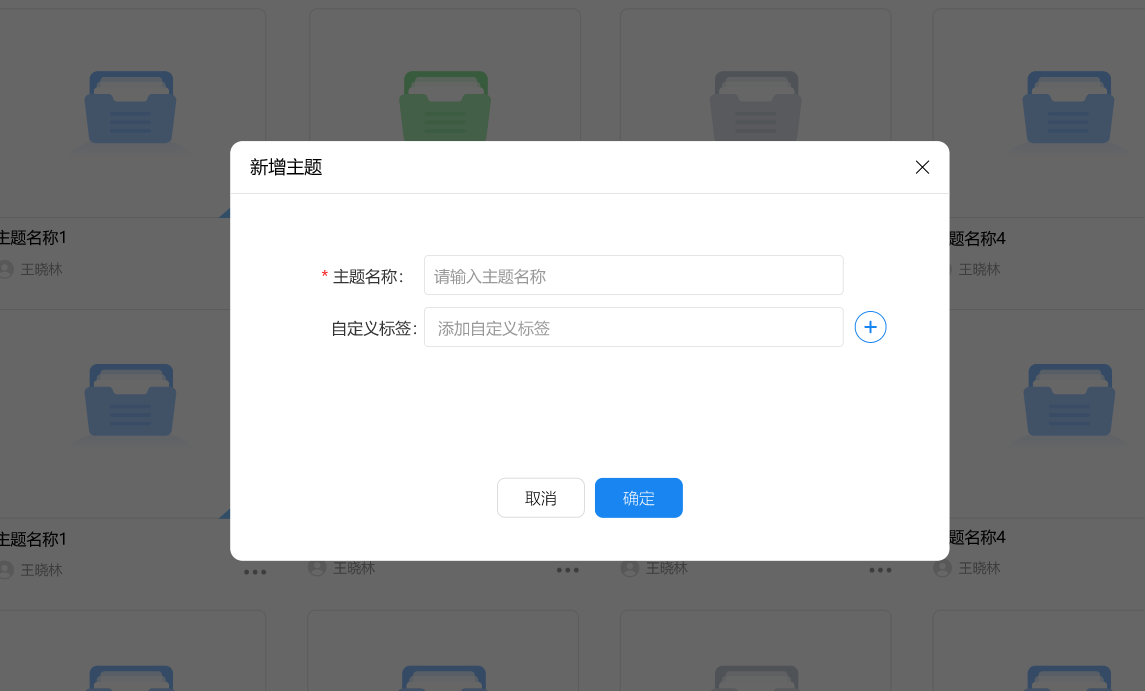 新增主题
* 主题名称：
请输入主题名称
自定义标签：
添加自定义标签
取消
确定
主题名称1
王晓林
题名称4
王晓林
主题名称1
王晓林
王晓林
王晓林
题名称4
王晓林